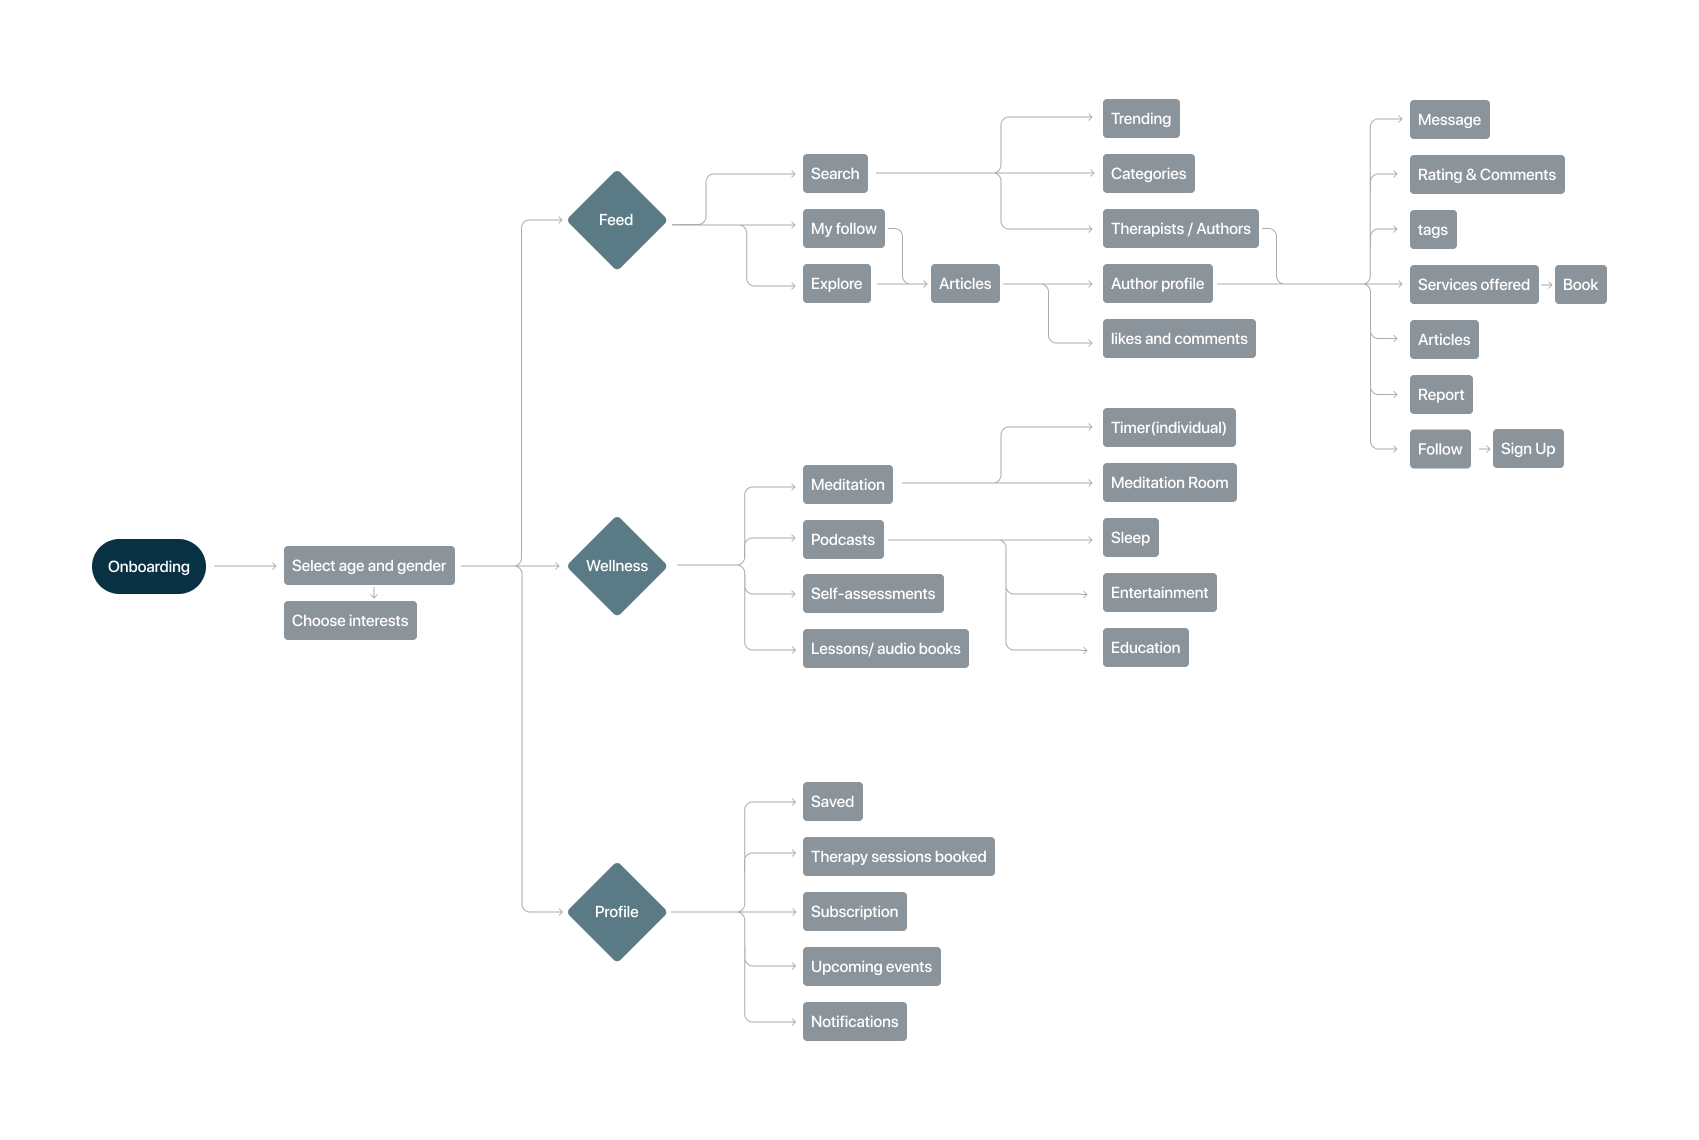 Onboarding
Select age and gender
Choose interests
Feed
Search
My follow
Explore
Articles
Trending
Categories
Therapists / Authors
Author profile
likes and comments
Message
Rating & Comments
tags
Services offered
Book
Articles
Report
Follow
Sign Up
Wellness
Meditation
Podcasts
Self-assessments
Lessons/ audio books
Timer(individual)
Meditation Room
Sleep
Entertainment
Education
Profile
Saved
Therapy sessions booked
Subscription
Upcoming events
Notifications